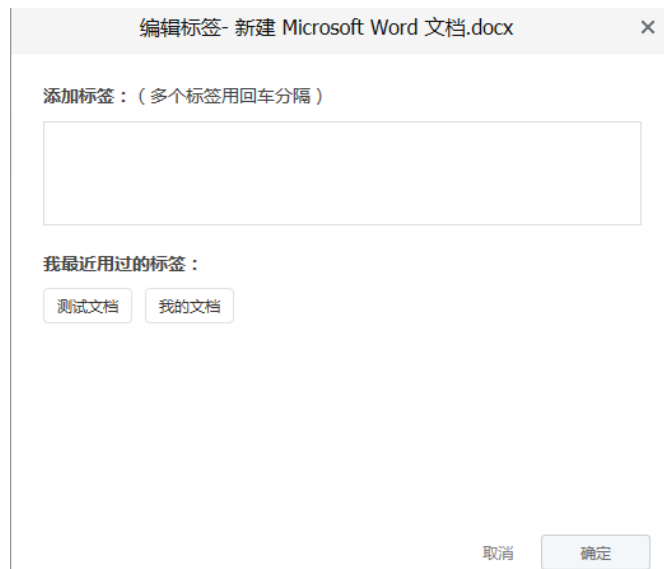 编辑标签- 新建 Microsoft Word 文档.docx ×
添加标签：（多个标签用回车分隔）
我最近用过的标签：
测试文档 我的文档
取消 确定